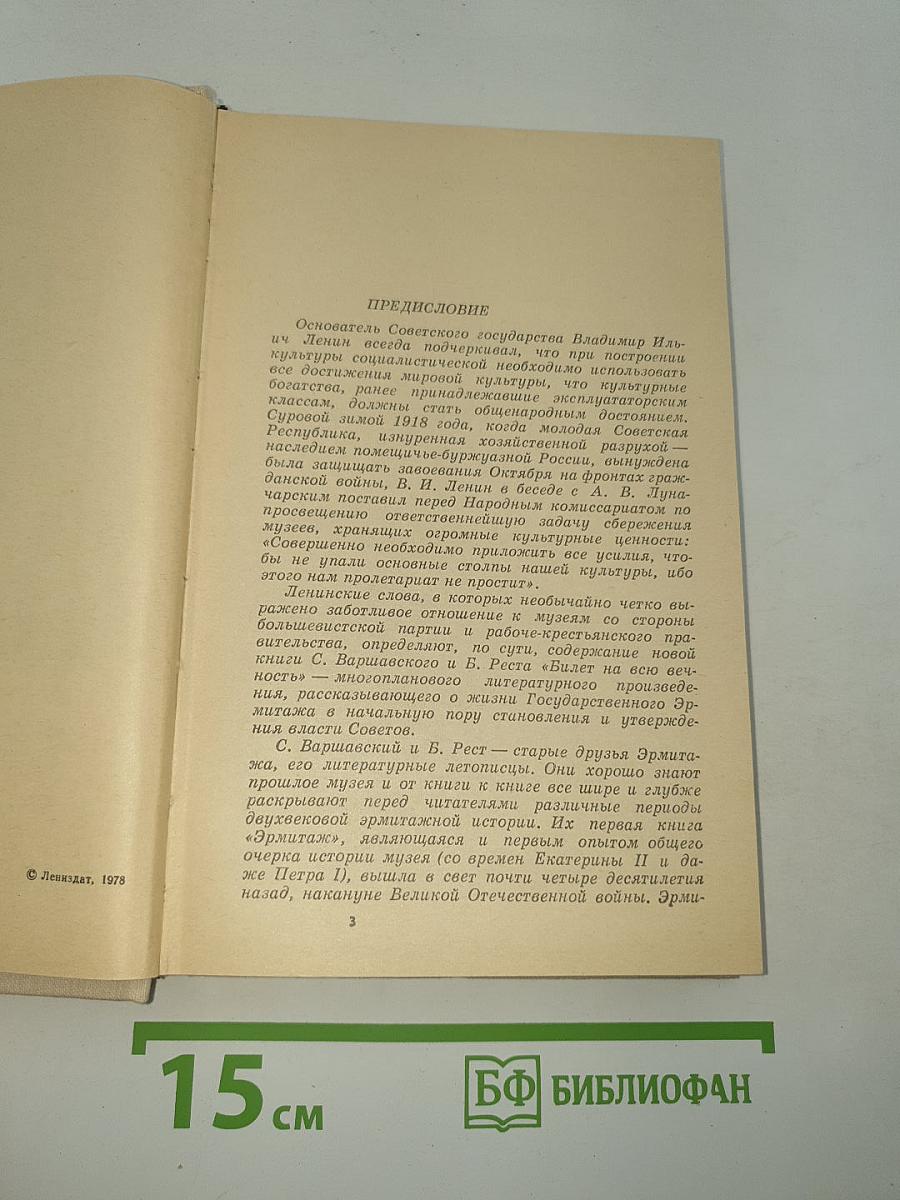 © Лениздат, 1978
ПРЕДИСЛОВИЕ
Основатель Советского государства Владимир Иль-
ич Ленин всегда подчеркивал, что при построении
культуры социалистической необходимо использовать
все достижения мировой культуры, что культурные
богатства, ранее принадлежавшие эксплуататорским
классам, должны стать общенародным достоянием.
Суровой зимой 1918 года, когда молодая Советская
Республика, изнуренная хозяйственной разрухой —
наследием помещичье-буржуазной России, вынуждена
была защищать завоевания Октября на фронтах граж-
данской войны, В. И. Ленин в беседе с А. В. Луна-
чарским поставил перед Народным комиссариатом по
просвещению ответственнейшую задачу сбережения
музеев, хранящих огромные культурные ценности:
«Совершенно необходимо приложить все усилия, что-
бы не упали основные столпы нашей культуры, ибо
этого нам пролетариат не простит».
Ленинские слова, в которых необычайно четко вы-
ражено заботливое отношение к музеям со стороны
большевистской партии и рабоче-крестьянского пра-
вительства, определяют, по сути, содержание новой
книги С. Варшавского и Б. Реста «Билет на всю веч-
ность» — многопланового литературного произведе-
ния, рассказывающего о жизни Государственного Эр-
митажа в начальную пору становления и утвержде-
ния власти Советов.
С. Варшавский и Б. Рест — старые друзья Эрмита-
жа, его литературные летописцы. Они хорошо знают
прошлое музея и от книги к книге все шире и глубже
раскрывают перед читателями различные периоды
двухвековой эрмитажной истории. Их первая книга
«Эрмитаж», являющаяся и первым опытом общего
очерка истории музея (со времен Екатерины II и да-
же Петра I), вышла в свет почти четыре десятилетия
назад, накануне Великой Отечественной войны. Эрми-
3
15 см
БФ БИБЛИОФАН